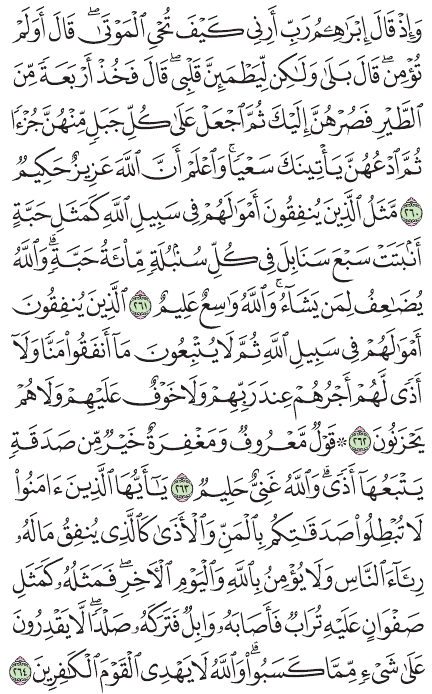 وَإِذْ قَالَ إِبْرَٰهِـۧمُ رَبِّ أَرِنِي كَيْفَ تُحْيِ ٱلْمَوْتَىٰۖ قَالَ أَوَلَمْ
تُؤْمِنۖ قَالَ بَلَىٰ وَلَـٰكِن لِّيَطْمَئِنَّ قَلْبِيۖ قَالَ فَخُذْ أَرْبَعَةً مِّنَ
ٱلطَّيْرِ فَصُرْهُنَّ إِلَيْكَ ثُمَّ ٱجْعَلْ عَلَىٰ كُلِّ جَبَلٍ مِّنْهُنَّ جُزْءًا
ثُمَّ ٱدْعُهُنَّ يَأْتِينَكَ سَعْيًاۚ وَٱعْلَمْ أَنَّ ٱللَّهَ عَزِيزٌ حَكِيمٌ
٢٦٠ مَّثَلُ ٱلَّذِينَ يُنفِقُونَ أَمْوَٰلَهُمْ فِي سَبِيلِ ٱللَّهِ كَمَثَلِ حَبَّةٍ
أَنۢبَتَتْ سَبْعَ سَنَابِلَ فِي كُلِّ سُنۢبُلَةٍ مِّاْئَةُ حَبَّةٍۗ وَٱللَّهُ
يُضَـٰعِفُ لِمَن يَشَآءُۚ وَٱللَّهُ وَٰسِعٌ عَلِيمٌ ٢٦١ ٱلَّذِينَ يُنفِقُونَ
أَمْوَٰلَهُمْ فِي سَبِيلِ ٱللَّهِ ثُمَّ لَا يُتْبِعُونَ مَآ أَنفَقُواْ مَنًّا وَلَآ
أَذًى لَّهُمْ أَجْرُهُمْ عِندَ رَبِّهِمْ وَلَا خَوْفٌ عَلَيْهِمْ وَلَا هُمْ
يَحْزَنُونَ ٢٦٢ ۞ قَوْلٌ مَّعْرُوفٌ وَمَغْفِرَةٌ خَيْرٌ مِّن صَدَقَةٍ
يَتْبَعُهَآ أَذًىۗ وَٱللَّهُ غَنِيٌّ حَلِيمٌ ٢٦٣ يَـٰٓأَيُّهَا ٱلَّذِينَ ءَامَنُواْ
لَا تُبْطِلُواْ صَدَقَـٰتِكُم بِٱلْمَنِّ وَٱلْأَذَىٰ كَٱلَّذِي يُنفِقُ مَالَهُۥ
رِئَآءَ ٱلنَّاسِ وَلَا يُؤْمِنُ بِٱللَّهِ وَٱلْيَوْمِ ٱلْأٓخِرِۖ فَمَثَلُهُۥ كَمَثَلِ
صَفْوَانٍ عَلَيْهِ تُرَابٌ فَأَصَابَهُۥ وَابِلٌ فَتَرَكَهُۥ صَلْدًاۖ لَّا يَقْدِرُونَ
عَلَىٰ شَيْءٍ مِّمَّا كَسَبُواْۗ وَٱللَّهُ لَا يَهْدِي ٱلْقَوْمَ ٱلْكَـٰفِرِينَ ٢٦٤